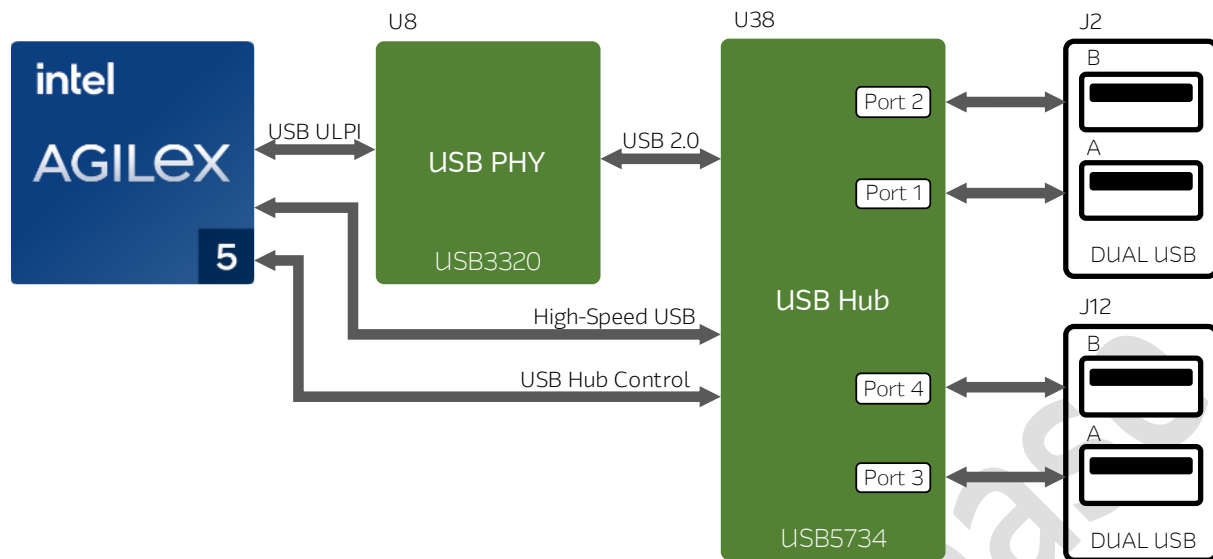 U8
U38
J2
intel
AGILEX
5
USB ULPI
USB PHY
USB3320
USB 2.0
High-Speed USB
USB Hub Control
Port 2
Port 1
USB Hub
Port 4
Port 3
USB5734
B
A
DUAL USB
J12
B
A
DUAL USB